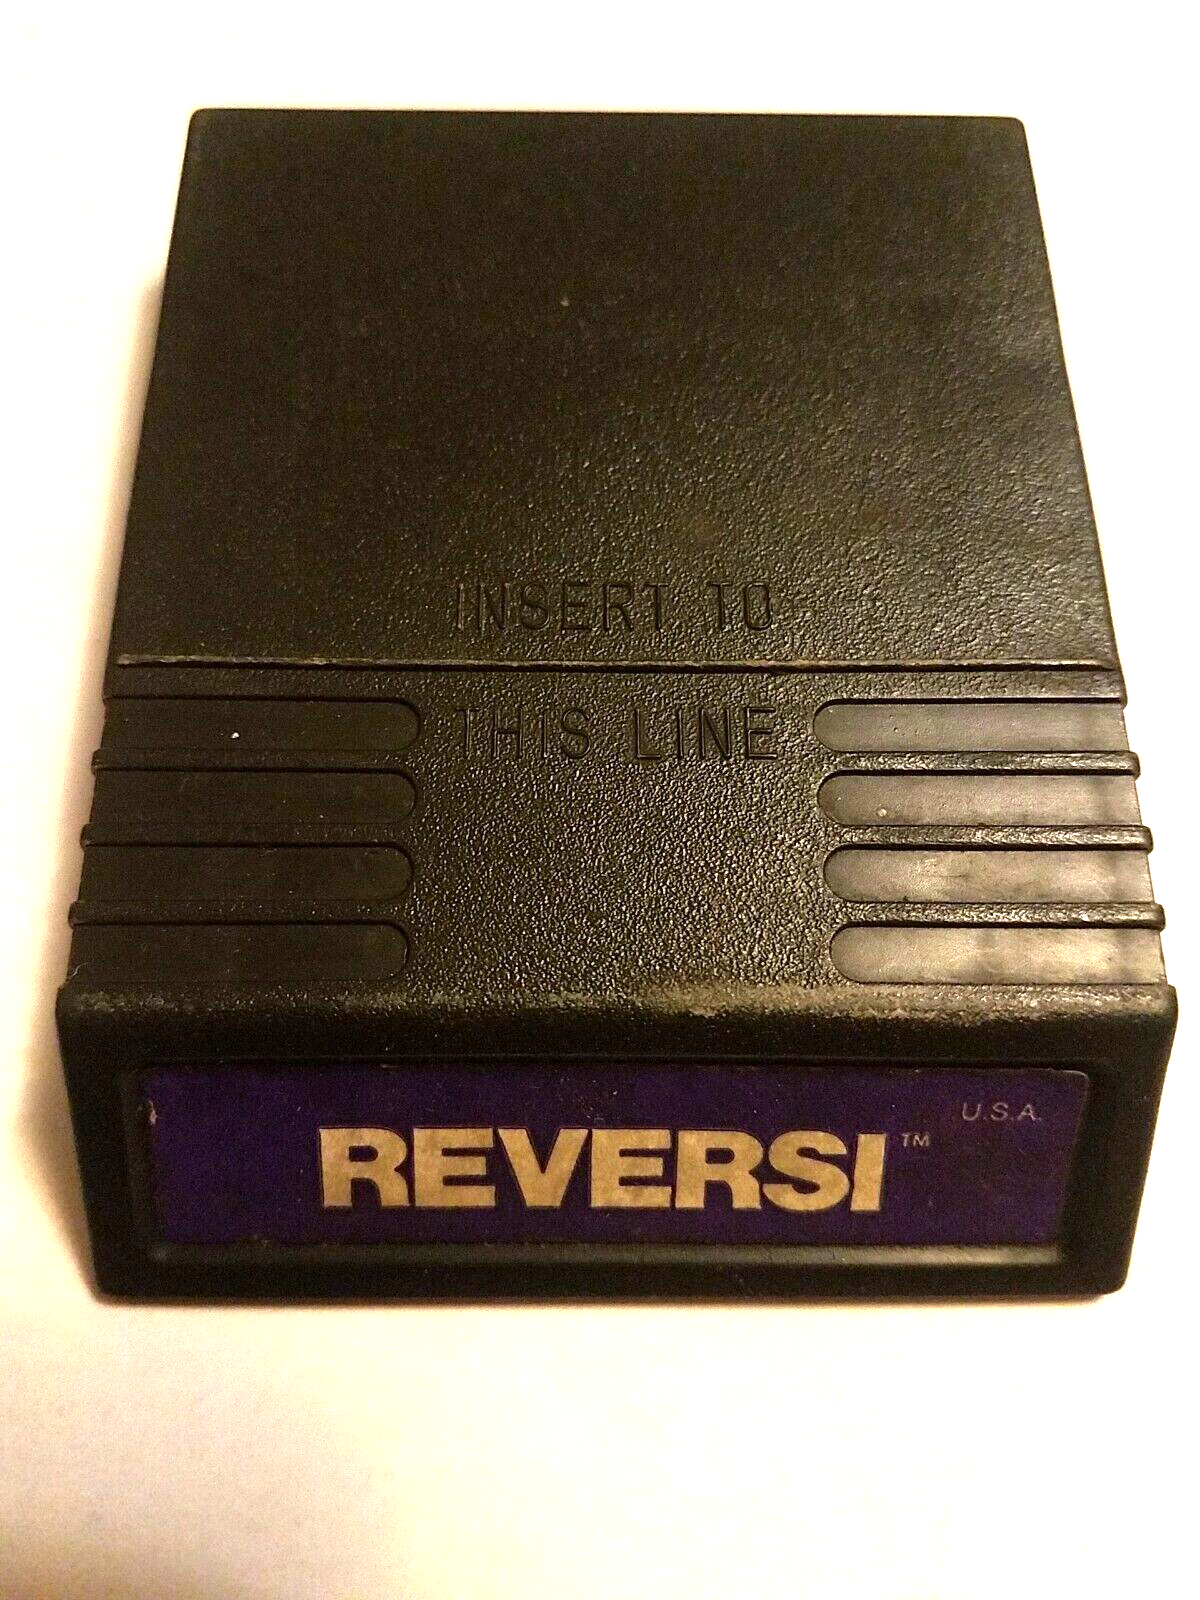 INSERT TO
THIS LINE
U.S.A.
REVERSI™